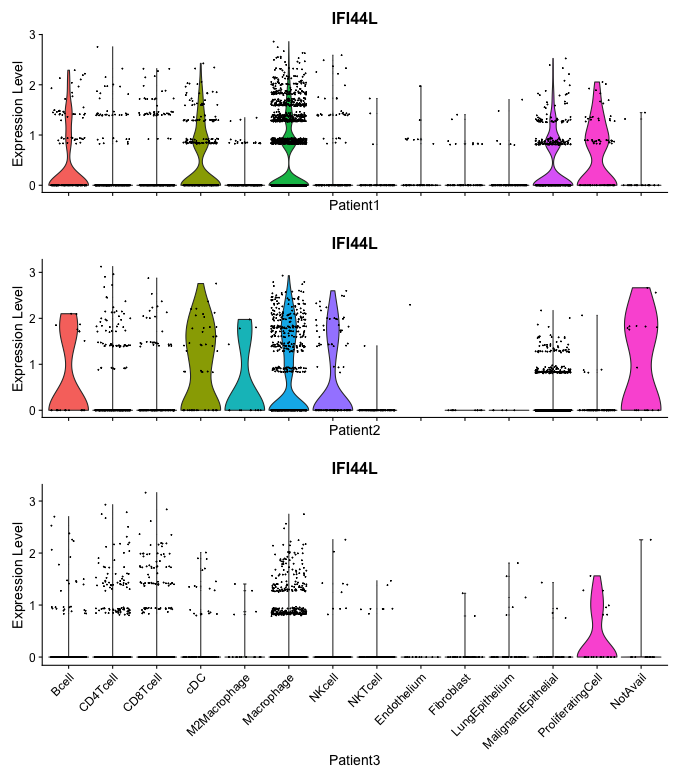 IFI44L
Expression Level
3
2
1
0
Patient1
IFI44L
Expression Level
3
2
1
0
Patient2
IFI44L
Expression Level
3
2
1
0
Bcell
CD4Tcell
CD8Tcell
cDC
M2Macrophage
Macrophage
NKcell
NKTcell
Endothelium
Fibroblast
LungEpithelium
MalignantEpithelial
ProliferatingCell
NotAvail
Patient3